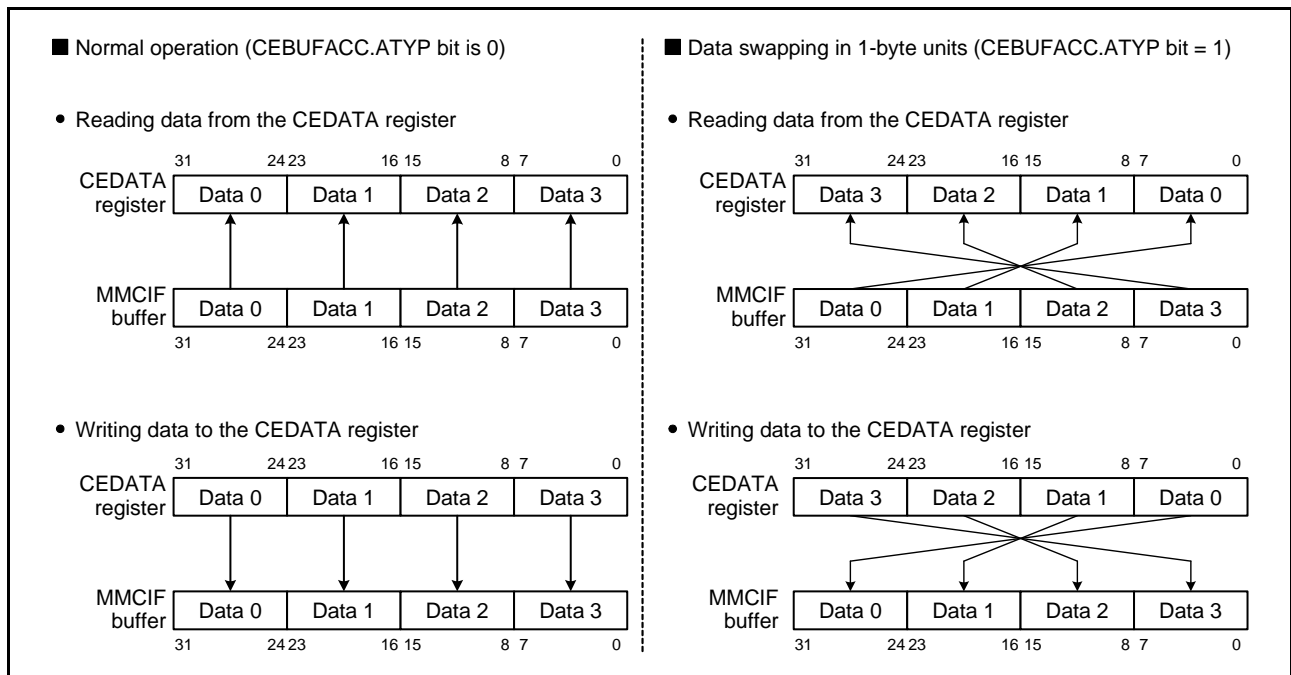 ■ Normal operation (CEBUFACC.ATYP bit is 0)
• Reading data from the CEDATA register
31 24 23 16 15 8 7 0
CEDATA register Data 0 Data 1 Data 2 Data 3
MMCIF buffer Data 0 Data 1 Data 2 Data 3
31 24 23 16 15 8 7 0
• Writing data to the CEDATA register
31 24 23 16 15 8 7 0
CEDATA register Data 0 Data 1 Data 2 Data 3
MMCIF buffer Data 0 Data 1 Data 2 Data 3
31 24 23 16 15 8 7 0
■ Data swapping in 1-byte units (CEBUFACC.ATYP bit = 1)
• Reading data from the CEDATA register
31 24 23 16 15 8 7 0
CEDATA register Data 3 Data 2 Data 1 Data 0
MMCIF buffer Data 0 Data 1 Data 2 Data 3
31 24 23 16 15 8 7 0
• Writing data to the CEDATA register
31 24 23 16 15 8 7 0
CEDATA register Data 3 Data 2 Data 1 Data 0
MMCIF buffer Data 0 Data 1 Data 2 Data 3
31 24 23 16 15 8 7 0